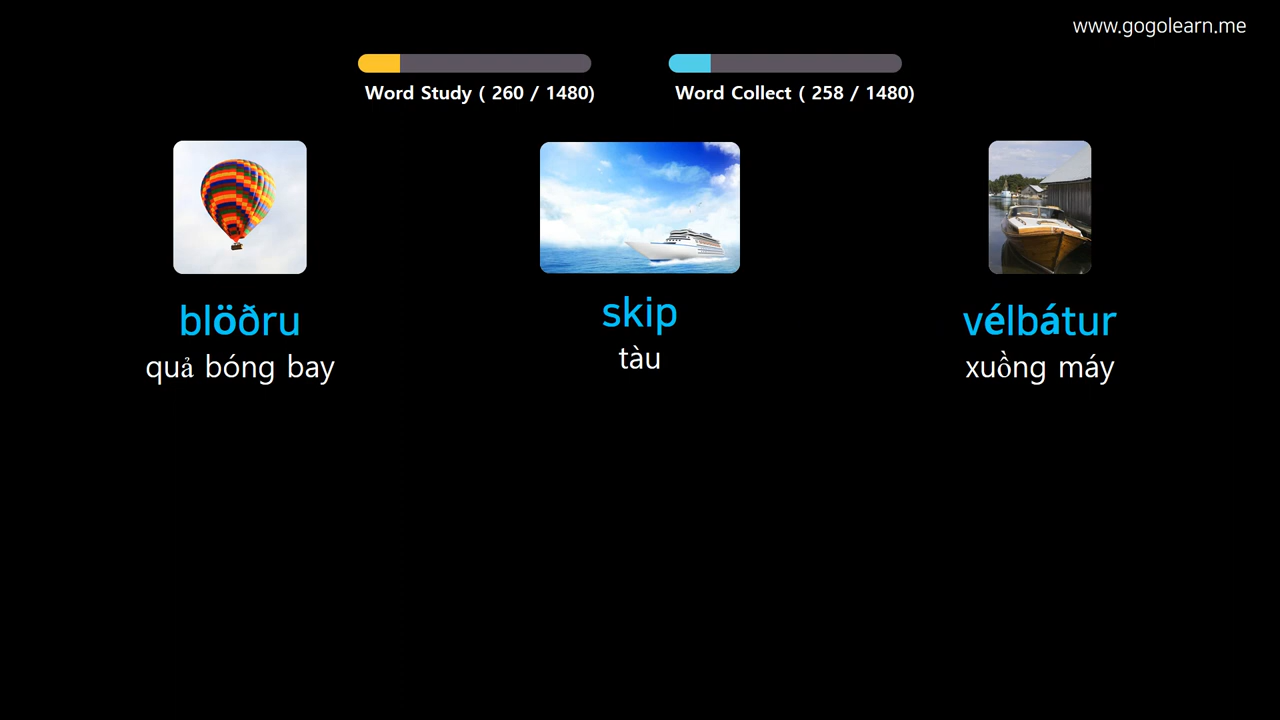 www.gogolearn.me
Word Study ( 260 / 1480)
Word Collect ( 258 / 1480)
blöðru
skip
vélbátur
quả bóng bay
tàu
xuồng máy